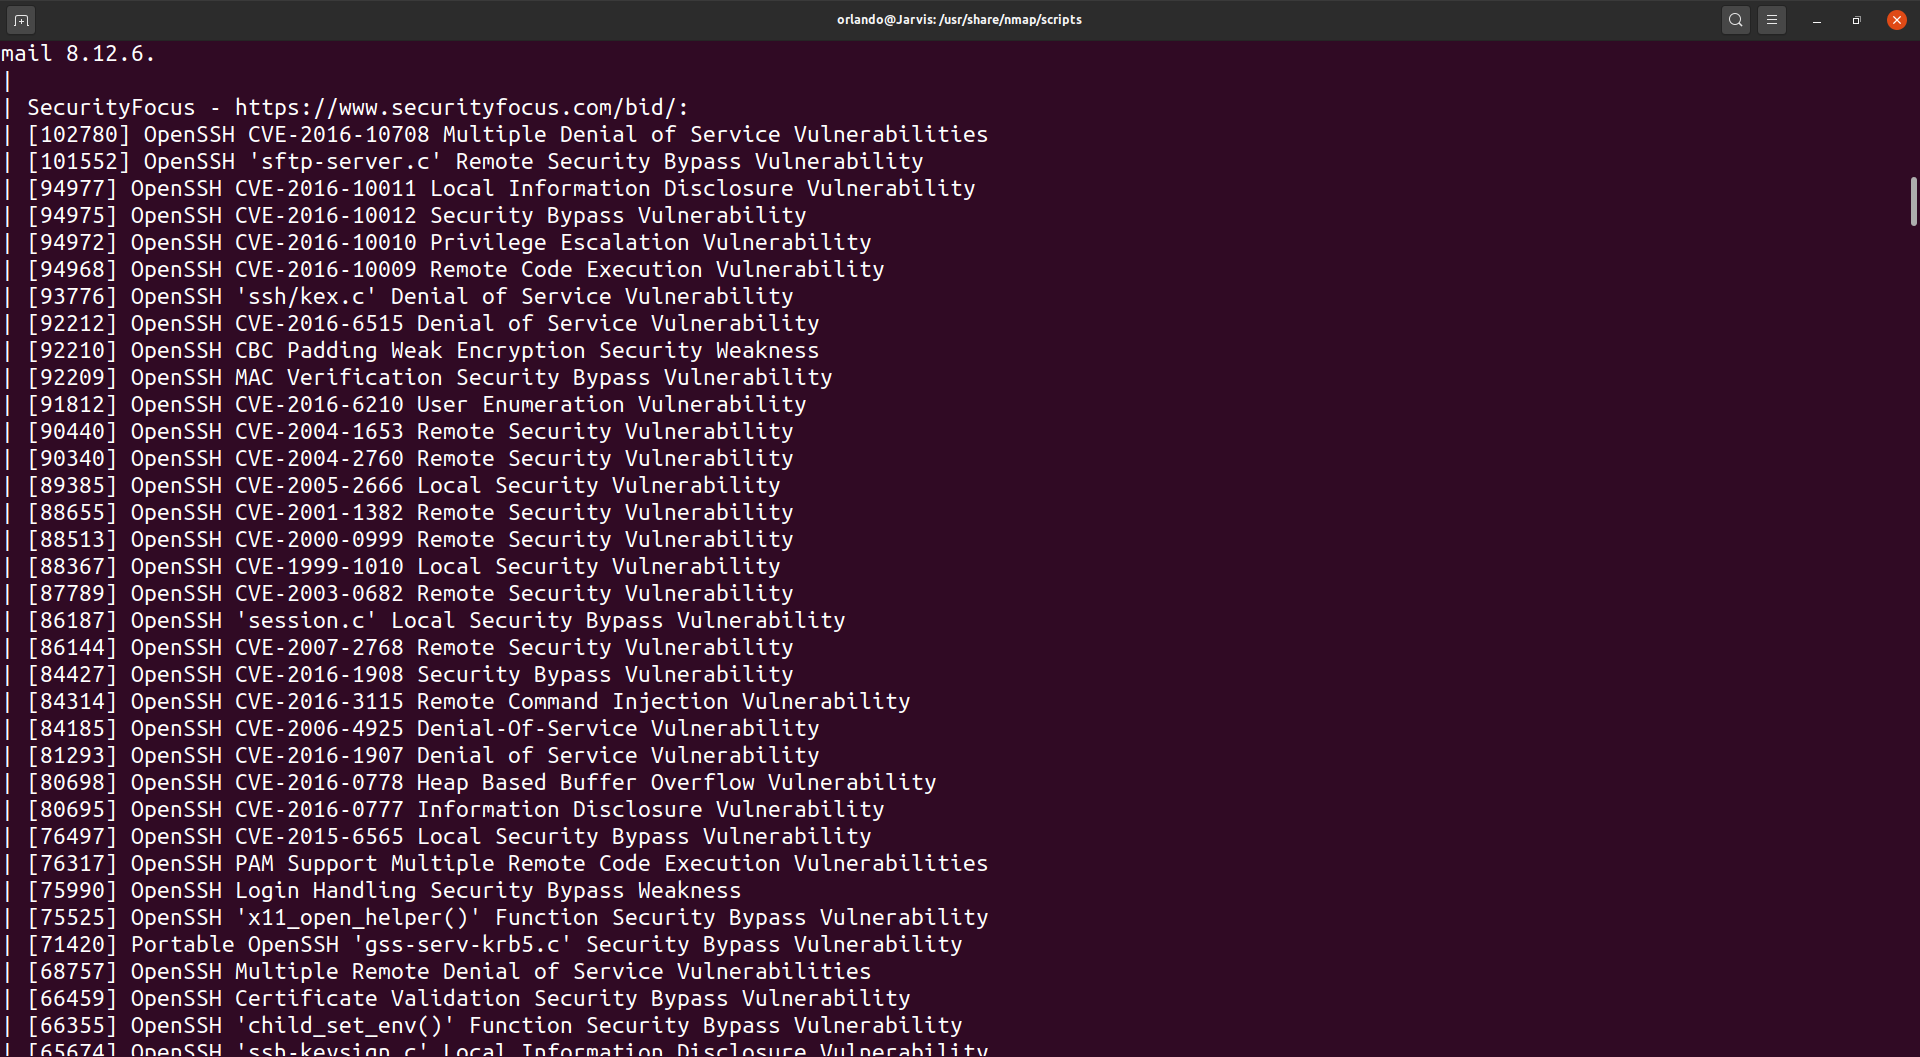 orlando@Jarvis: /usr/share/nmap/scripts
mail 8.12.6.
|
| SecurityFocus - https://www.securityfocus.com/bid/:
| [102780] OpenSSH CVE-2016-10708 Multiple Denial of Service Vulnerabilities
| [101552] OpenSSH 'sftp-server.c' Remote Security Bypass Vulnerability
| [94977] OpenSSH CVE-2016-10011 Local Information Disclosure Vulnerability
| [94975] OpenSSH CVE-2016-10012 Security Bypass Vulnerability
| [94972] OpenSSH CVE-2016-10010 Privilege Escalation Vulnerability
| [94968] OpenSSH CVE-2016-10009 Remote Code Execution Vulnerability
| [93776] OpenSSH 'ssh/kex.c' Denial of Service Vulnerability
| [92212] OpenSSH CVE-2016-6515 Denial of Service Vulnerability
| [92210] OpenSSH CBC Padding Weak Encryption Security Weakness
| [92209] OpenSSH MAC Verification Security Bypass Vulnerability
| [91812] OpenSSH CVE-2016-6210 User Enumeration Vulnerability
| [90440] OpenSSH CVE-2004-1653 Remote Security Vulnerability
| [90340] OpenSSH CVE-2004-2760 Remote Security Vulnerability
| [89385] OpenSSH CVE-2005-2666 Local Security Vulnerability
| [88655] OpenSSH CVE-2001-1382 Remote Security Vulnerability
| [88513] OpenSSH CVE-2000-0999 Remote Security Vulnerability
| [88367] OpenSSH CVE-1999-1010 Local Security Vulnerability
| [87789] OpenSSH CVE-2003-0682 Remote Security Vulnerability
| [86187] OpenSSH 'session.c' Local Security Bypass Vulnerability
| [86144] OpenSSH CVE-2007-2768 Remote Security Vulnerability
| [84427] OpenSSH CVE-2016-1908 Security Bypass Vulnerability
| [84314] OpenSSH CVE-2016-3115 Remote Command Injection Vulnerability
| [84185] OpenSSH CVE-2006-4925 Denial-Of-Service Vulnerability
| [81293] OpenSSH CVE-2016-1907 Denial of Service Vulnerability
| [80698] OpenSSH CVE-2016-0778 Heap Based Buffer Overflow Vulnerability
| [80695] OpenSSH CVE-2016-0777 Information Disclosure Vulnerability
| [76497] OpenSSH CVE-2015-6565 Local Security Bypass Vulnerability
| [76317] OpenSSH PAM Support Multiple Remote Code Execution Vulnerabilities
| [75990] OpenSSH Login Handling Security Bypass Weakness
| [75525] OpenSSH 'x11_open_helper()' Function Security Bypass Vulnerability
| [71420] Portable OpenSSH 'gss-serv-krb5.c' Security Bypass Vulnerability
| [68757] OpenSSH Multiple Remote Denial of Service Vulnerabilities
| [66459] OpenSSH Certificate Validation Security Bypass Vulnerability
| [66355] OpenSSH 'child_set_env()' Function Security Bypass Vulnerability
| [65674] OpenSSH 'ssh-keysign.c' Local Information Disclosure Vulnerability